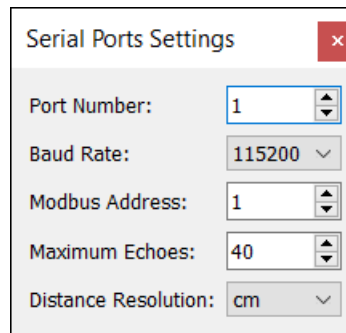 Serial Ports Settings
Port Number: 1
Baud Rate: 115200
Modbus Address: 1
Maximum Echoes: 40
Distance Resolution: cm